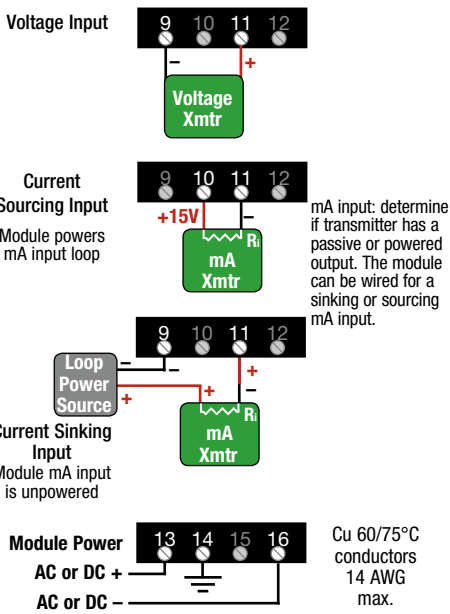 Voltage Input
9 10 11 12
– +
Voltage
Xmtr
Current
Sourcing Input
Module powers
mA input loop
9 10 11 12
+15V –
Ri
mA
Xmtr
mA input: determine
if transmitter has a
passive or powered
output. The module
can be wired for a
sinking or sourcing
mA input.
9 10 11 12
Loop
Power
Source
– –
+ +
+
–
Ri
mA
Xmtr
Current Sinking
Input
Module mA input
is unpowered
Module Power
13 14 15 16
AC or DC +
AC or DC –
Cu 60/75°C
conductors
14 AWG
max.